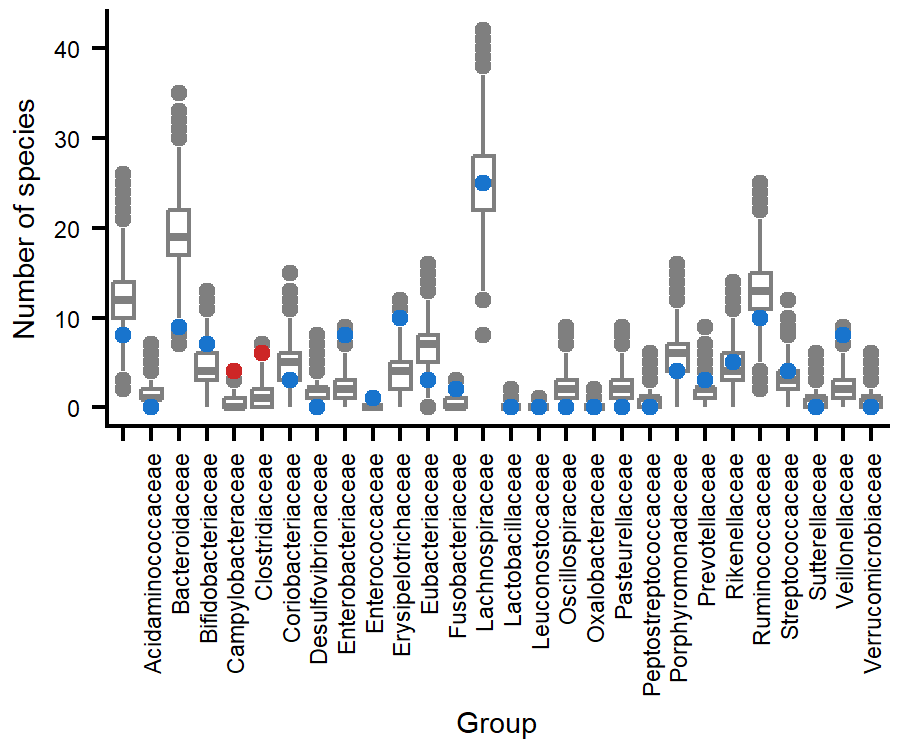 40
30
20
10
0
Number of species
Acidaminococcaceae
Bacteroidaceae
Bifidobacteriaceae
Campylobacteraceae
Clostridiaceae
Coriobacteriaceae
Desulfovibrionaceae
Enterobacteriaceae
Enterococcaceae
Erysipelotrichaceae
Eubacteriaceae
Fusobacteriaceae
Lachnospiraceae
Lactobacillaceae
Leuconostocaceae
Oscillospiraceae
Oxalobacteraceae
Pasteurellaceae
Peptostreptococcaceae
Porphyromonadaceae
Prevotellaceae
Rikenellaceae
Ruminococcaceae
Streptococcaceae
Sutterellaceae
Veillonellaceae
Verrucomicrobiaceae
Group